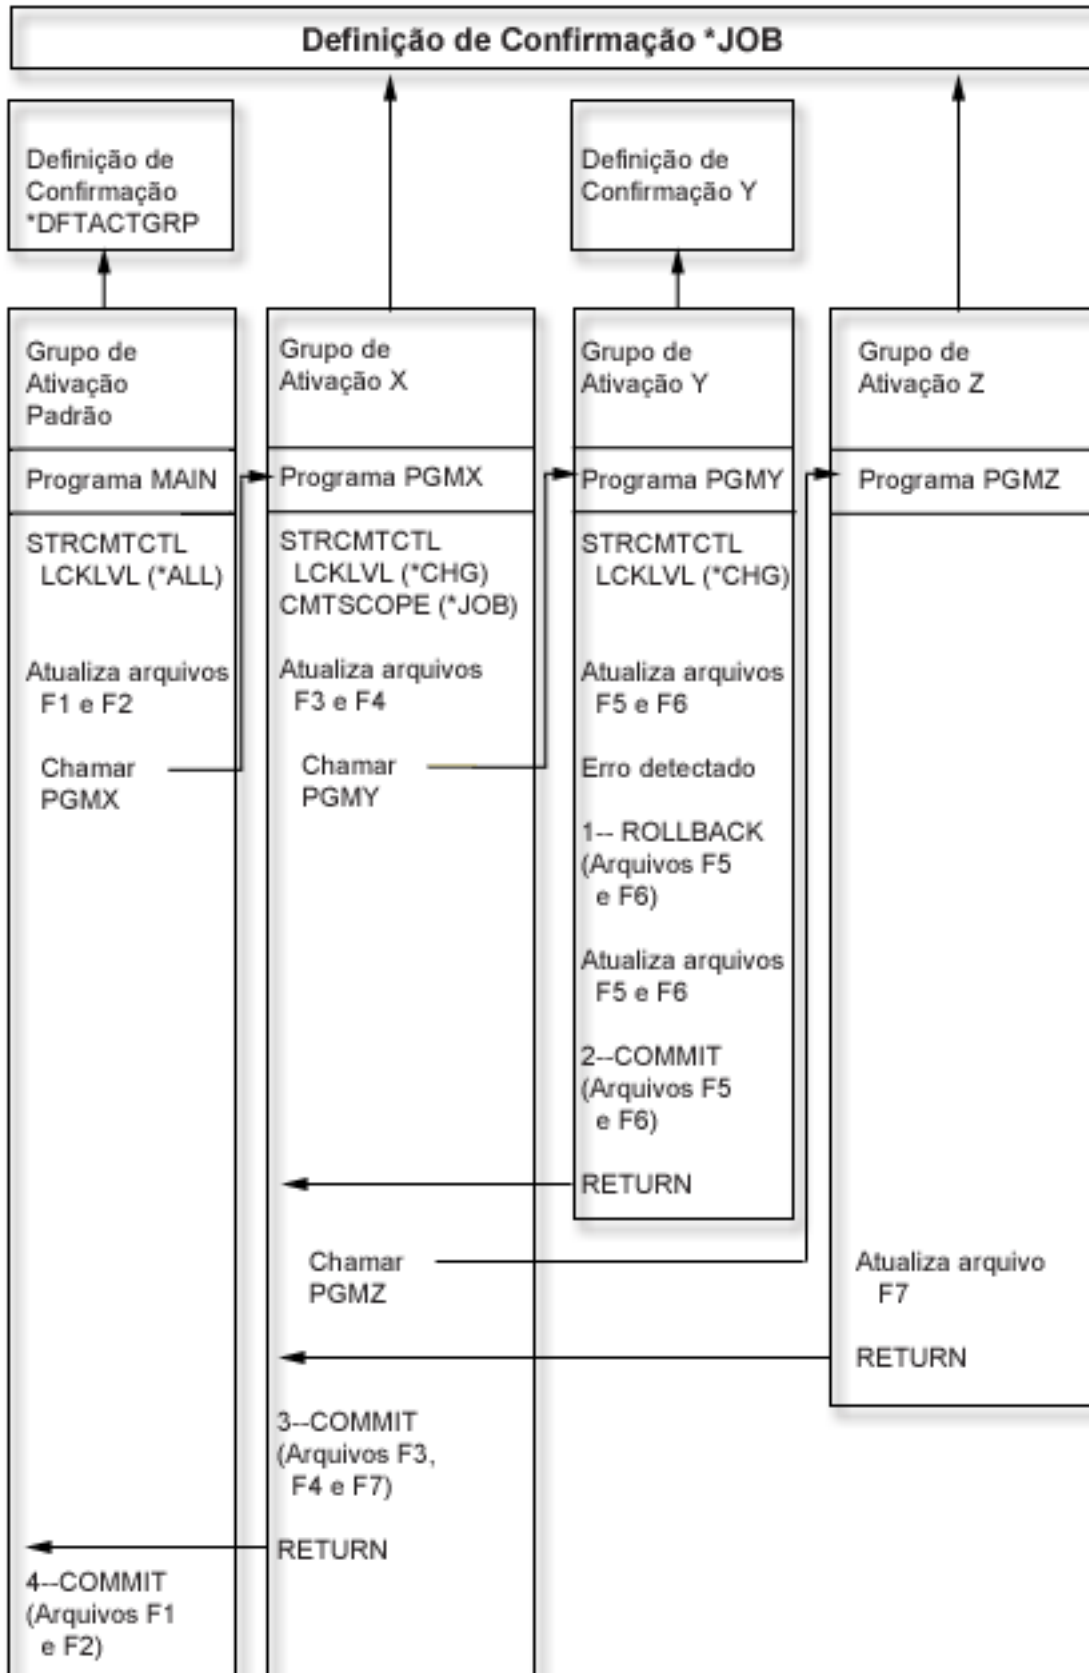 Definição de Confirmação *JOB
Definição de
Confirmação
*DFTACTGRP
Definição de
Confirmação Y
Grupo de
Ativação
Padrão
Programa MAIN
STRCMTCTL
LCKLVL (*ALL)
Atualiza arquivos
F1 e F2
Chamar
PGMX
4--COMMIT
(Arquivos F1
e F2)
Grupo de
Ativação X
Programa PGMX
STRCMTCTL
LCKLVL (*CHG)
CMTSCOPE (*JOB)
Atualiza arquivos
F3 e F4
Chamar
PGMY
Chamar
PGMZ
3--COMMIT
(Arquivos F3,
F4 e F7)
RETURN
Grupo de
Ativação Y
Programa PGMY
STRCMTCTL
LCKLVL (*CHG)
Atualiza arquivos
F5 e F6
Erro detectado
1-- ROLLBACK
(Arquivos F5
e F6)
Atualiza arquivos
F5 e F6
2--COMMIT
(Arquivos F5
e F6)
RETURN
Grupo de
Ativação Z
Programa PGMZ
Atualiza arquivo
F7
RETURN